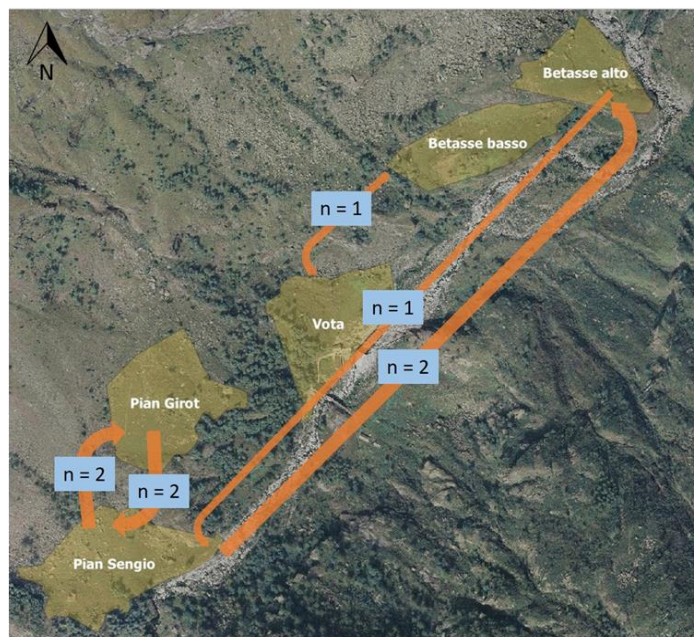 N
Betasse alto
Betasse basso
n = 1
Vota
n = 1
n = 2
Pian Girot
n = 2
n = 2
Pian Sengio